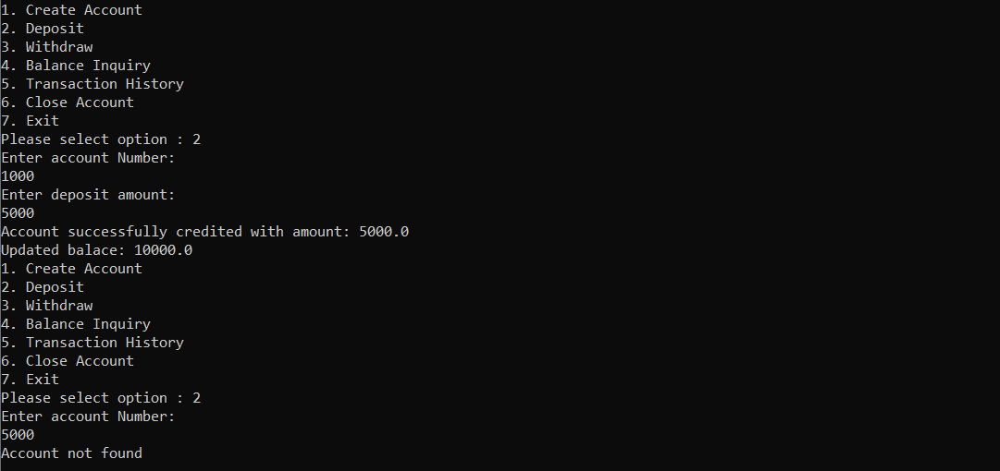 1. Create Account
2. Deposit
3. Withdraw
4. Balance Inquiry
5. Transaction History
6. Close Account
7. Exit
Please select option : 2
Enter account Number:
1000
Enter deposit amount:
5000
Account successfully credited with amount: 5000.0
Updated balace: 10000.0
1. Create Account
2. Deposit
3. Withdraw
4. Balance Inquiry
5. Transaction History
6. Close Account
7. Exit
Please select option : 2
Enter account Number:
5000
Account not found